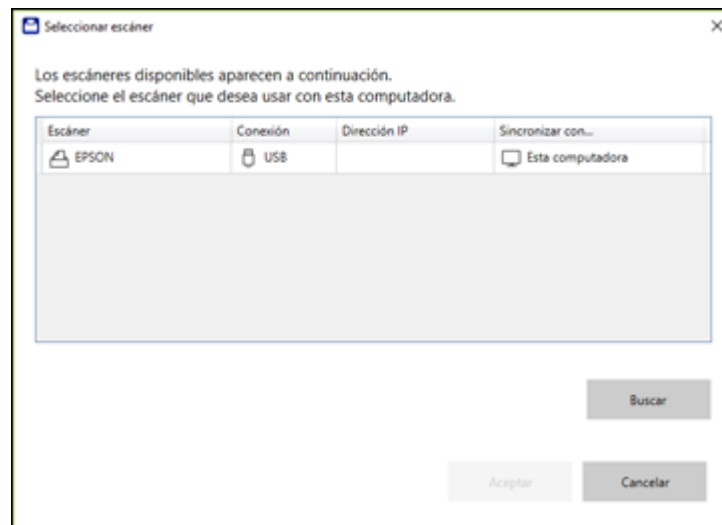 Seleccionar escáner
Los escáneres disponibles aparecen a continuación.
Seleccione el escáner que desea usar con esta computadora.
Escáner Conexión Dirección IP Sincronizar con...
EPSON USB Esta computadora
Buscar
Aceptar Cancelar